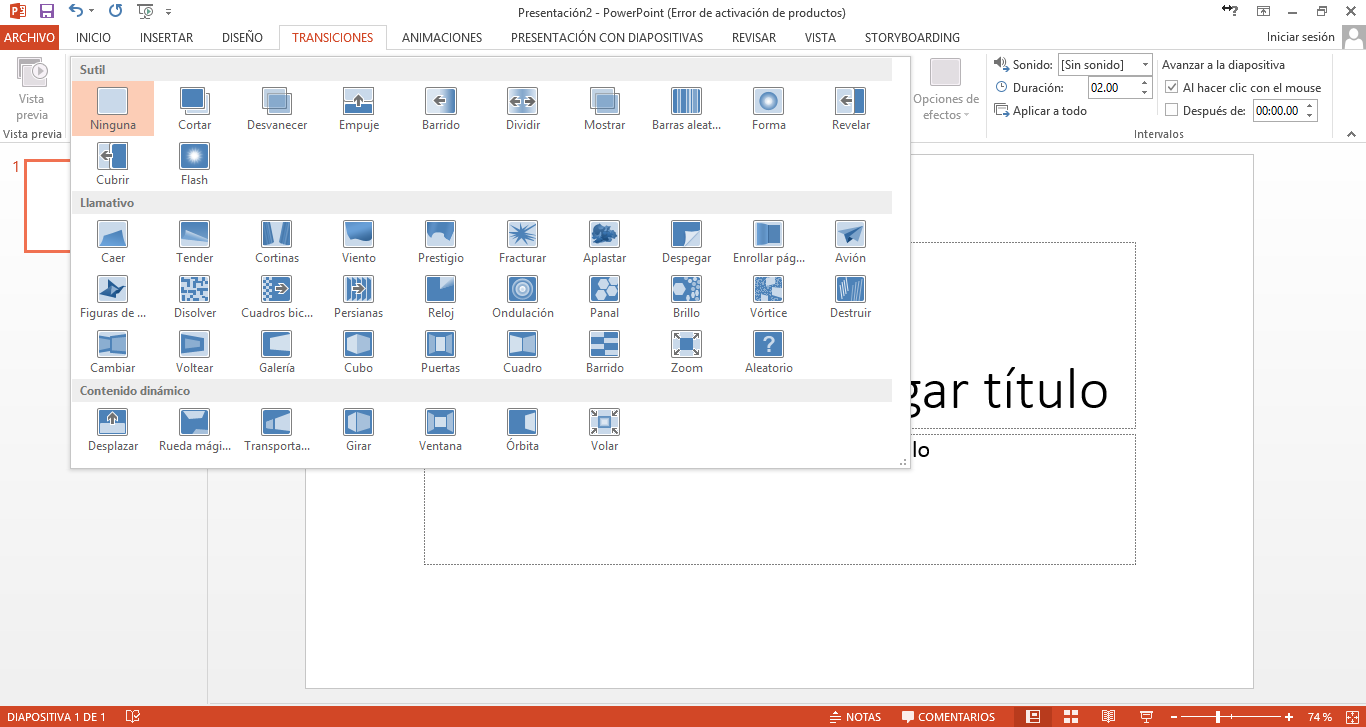 Presentación2 - PowerPoint (Error de activación de productos)
ARCHIVO INICIO INSERTAR DISEÑO TRANSICIONES ANIMACIONES PRESENTACIÓN CON DIAPOSITIVAS REVISAR VISTA STORYBOARDING Iniciar sesión
Vista previa
Vista previa
Opciones de efectos
Sonido: [Sin sonido]
Duración: 02.00
Aplicar a todo
Avanzar a la diapositiva
Al hacer clic con el mouse
Después de: 00:00.00
Intervalos
Sutil
Ninguna Cortar Desvanecer Empuje Barrido Dividir Mostrar Barras aleat... Forma Revelar
Cubrir Flash
Llamativo
Caer Tender Cortinas Viento Prestigio Fracturar Aplastar Despegar Enrollar pág... Avión
Figuras de ... Disolver Cuadros bic... Persianas Reloj Ondulación Panal Brillo Vórtice Destruir
Cambiar Voltear Galería Cubo Puertas Cuadro Barrido Zoom Aleatorio
Contenido dinámico
Desplazar Rueda mági... Transporta... Girar Ventana Órbita Volar
1
gar título
lo
DIAPOSITIVA 1 DE 1 NOTAS COMENTARIOS 74 %